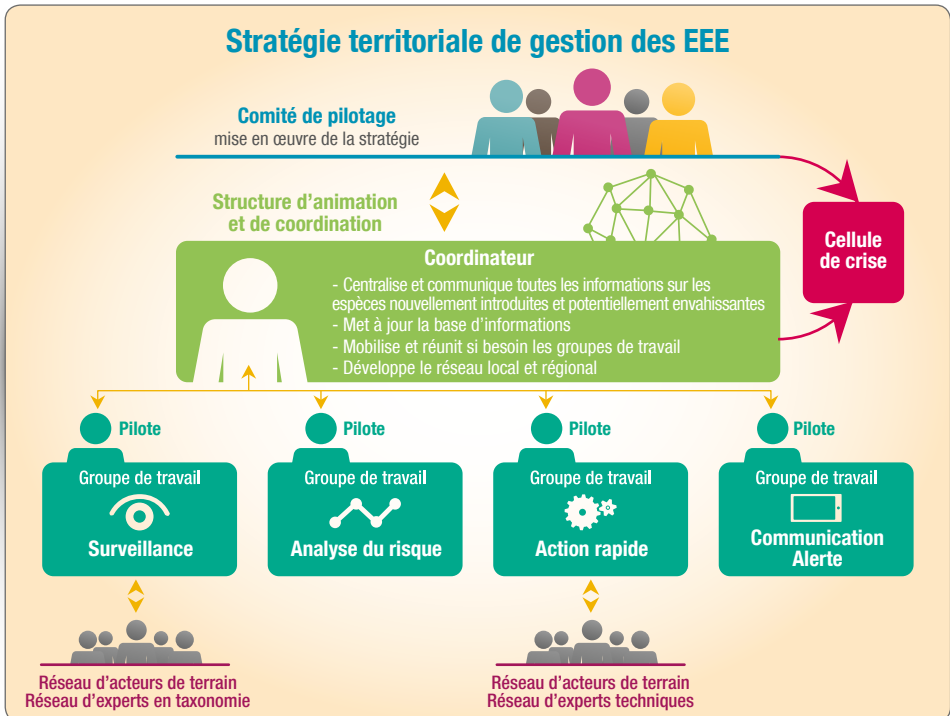 Stratégie territoriale de gestion des EEE
Comité de pilotage
mise en œuvre de la stratégie
Structure d'animation
et de coordination
Cellule
de crise
Coordinateur
- Centralise et communique toutes les informations sur les
espèces nouvellement introduites et potentiellement envahissantes
- Met à jour la base d'informations
- Mobilise et réunit si besoin les groupes de travail
- Développe le réseau local et régional
Pilote
Groupe de travail
Surveillance
Pilote
Groupe de travail
Analyse du risque
Pilote
Groupe de travail
Action rapide
Pilote
Groupe de travail
Communication
Alerte
Réseau d'acteurs de terrain
Réseau d'experts en taxonomie
Réseau d'acteurs de terrain
Réseau d'experts techniques